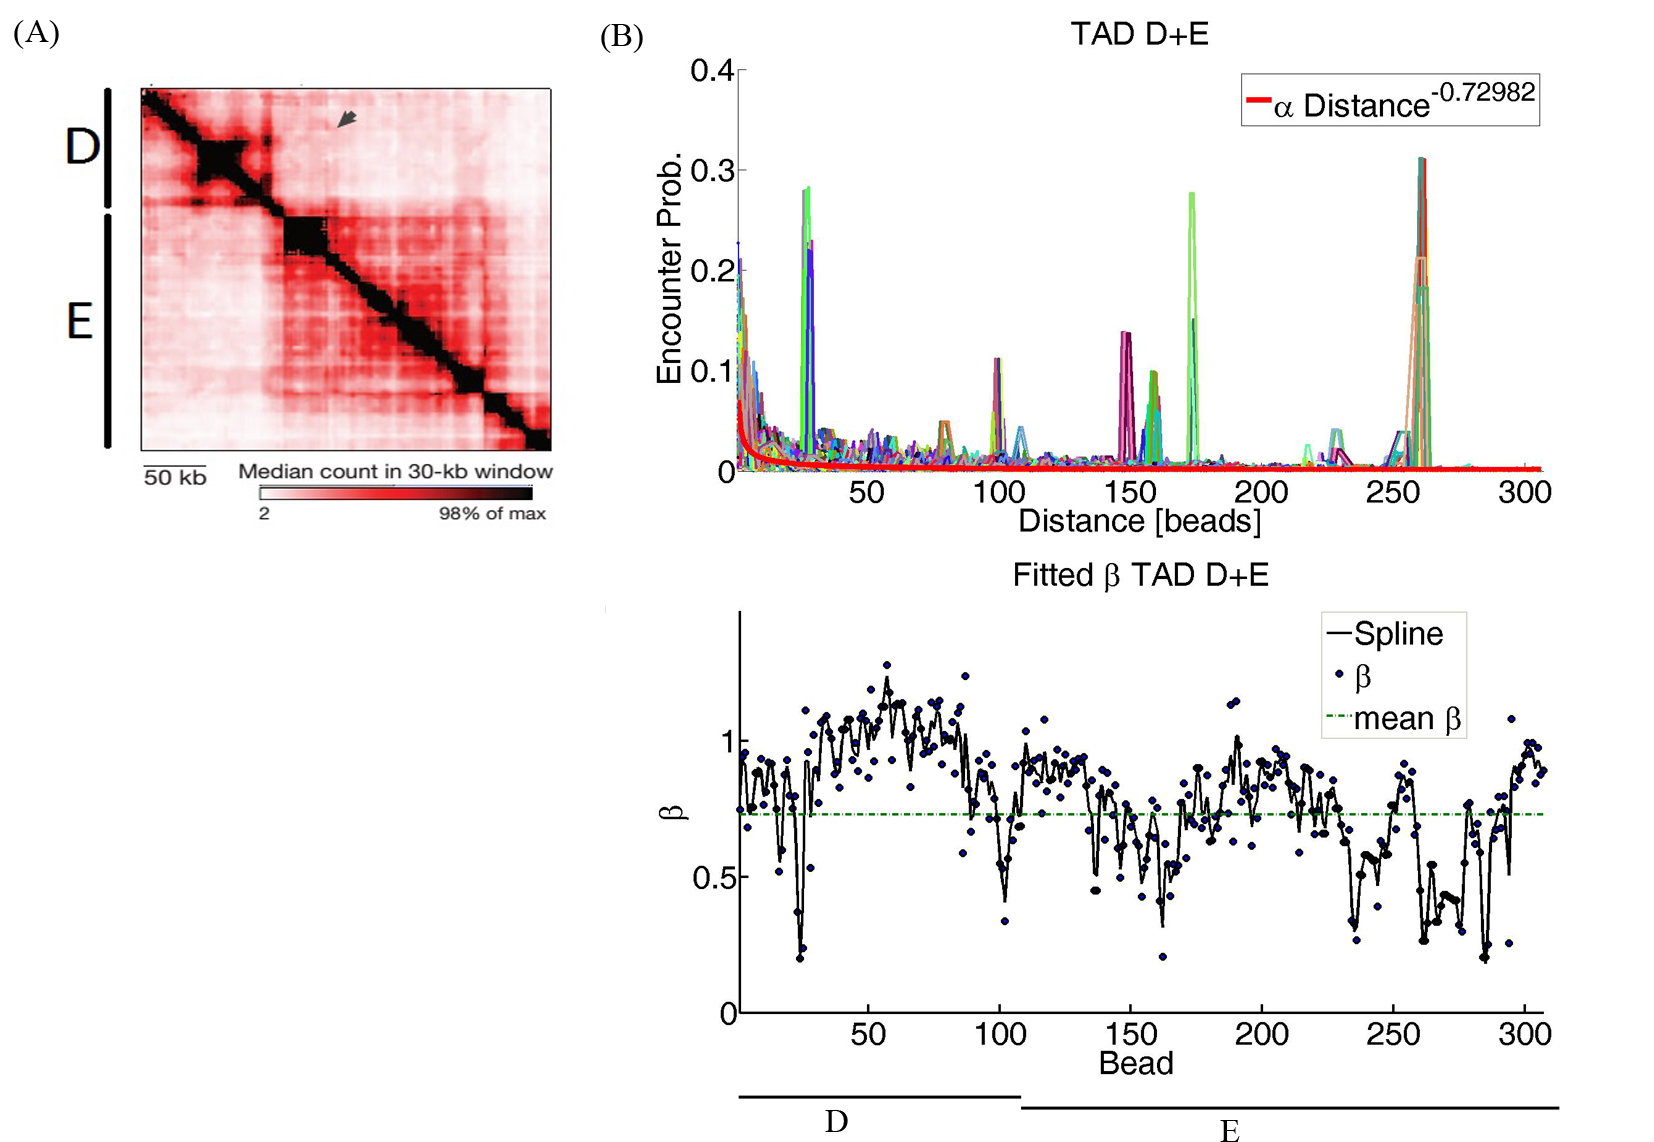 (A)
D
E
50 kb
Median count in 30-kb window
2
98% of max
(B)
TAD D+E
α Distance^-0.72982
Encounter Prob.
0.4
0.3
0.2
0.1
0
50 100 150 200 250 300
Distance [beads]
Fitted β TAD D+E
Spline
β
mean β
β
1
0.5
0
50 100 150 200 250 300
Bead
D
E